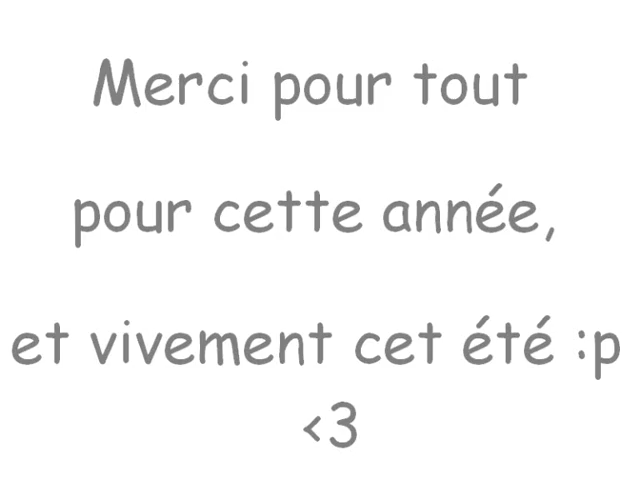 Merci pour tout
pour cette année,
et vivement cet été :p
<3